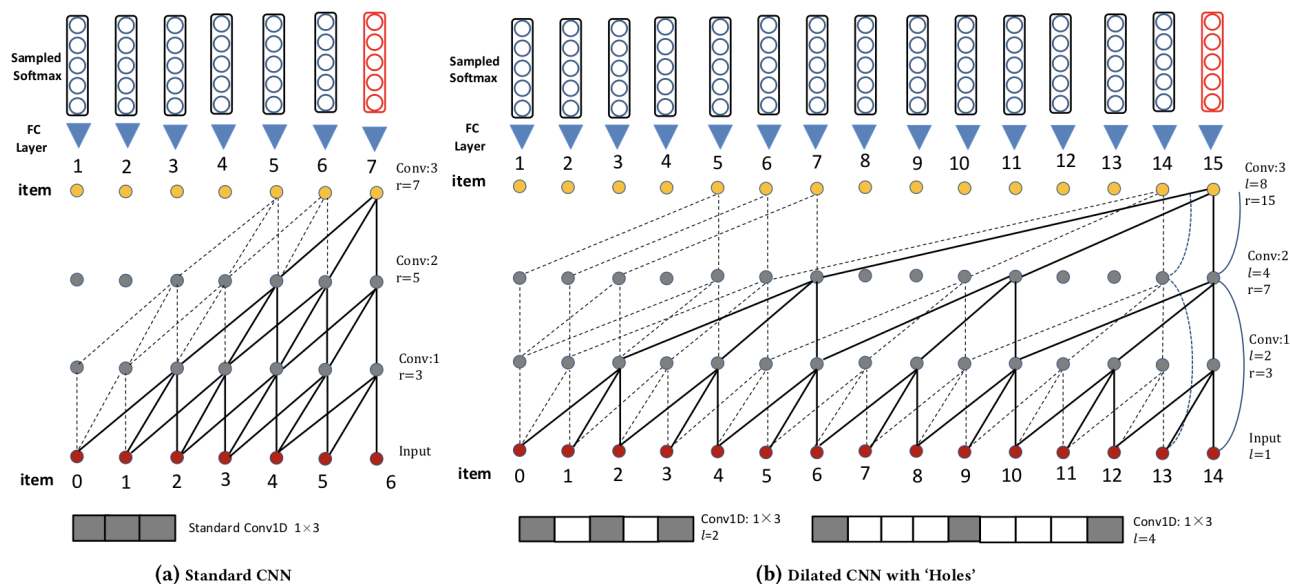 Sampled
Softmax
FC
Layer
1 2 3 4 5 6 7
item
Conv:3
r=7
Conv:2
r=5
Conv:1
r=3
Input
item
0 1 2 3 4 5 6
Standard Conv1D 1×3
(a) Standard CNN
Sampled
Softmax
FC
Layer
1 2 3 4 5 6 7 8 9 10 11 12 13 14 15
item
Conv:3
l=8
r=15
Conv:2
l=4
r=7
Conv:1
l=2
r=3
Input
l=1
item
0 1 2 3 4 5 6 7 8 9 10 11 12 13 14
Conv1D: 1×3
l=2
Conv1D: 1×3
l=4
(b) Dilated CNN with ‘Holes’